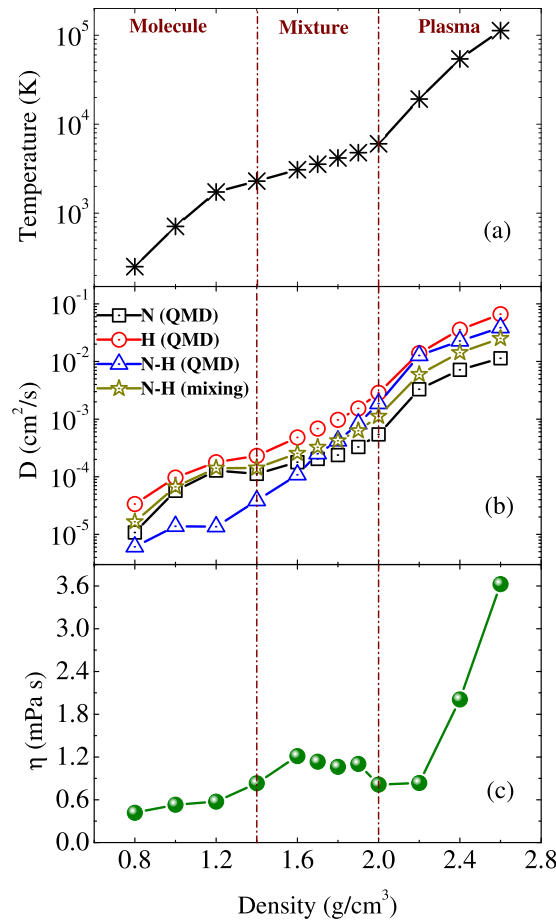 Molecule Mixture Plasma
10^5
10^4
10^3
Temperature (K)
(a)
10^-1
10^-2
10^-3
10^-4
10^-5
D (cm^2/s)
N (QMD)
H (QMD)
N-H (QMD)
N-H (mixing)
(b)
3.6
3.0
2.4
1.8
1.2
0.6
0.0
η (mPa s)
(c)
0.8 1.2 1.6 2.0 2.4 2.8
Density (g/cm^3)